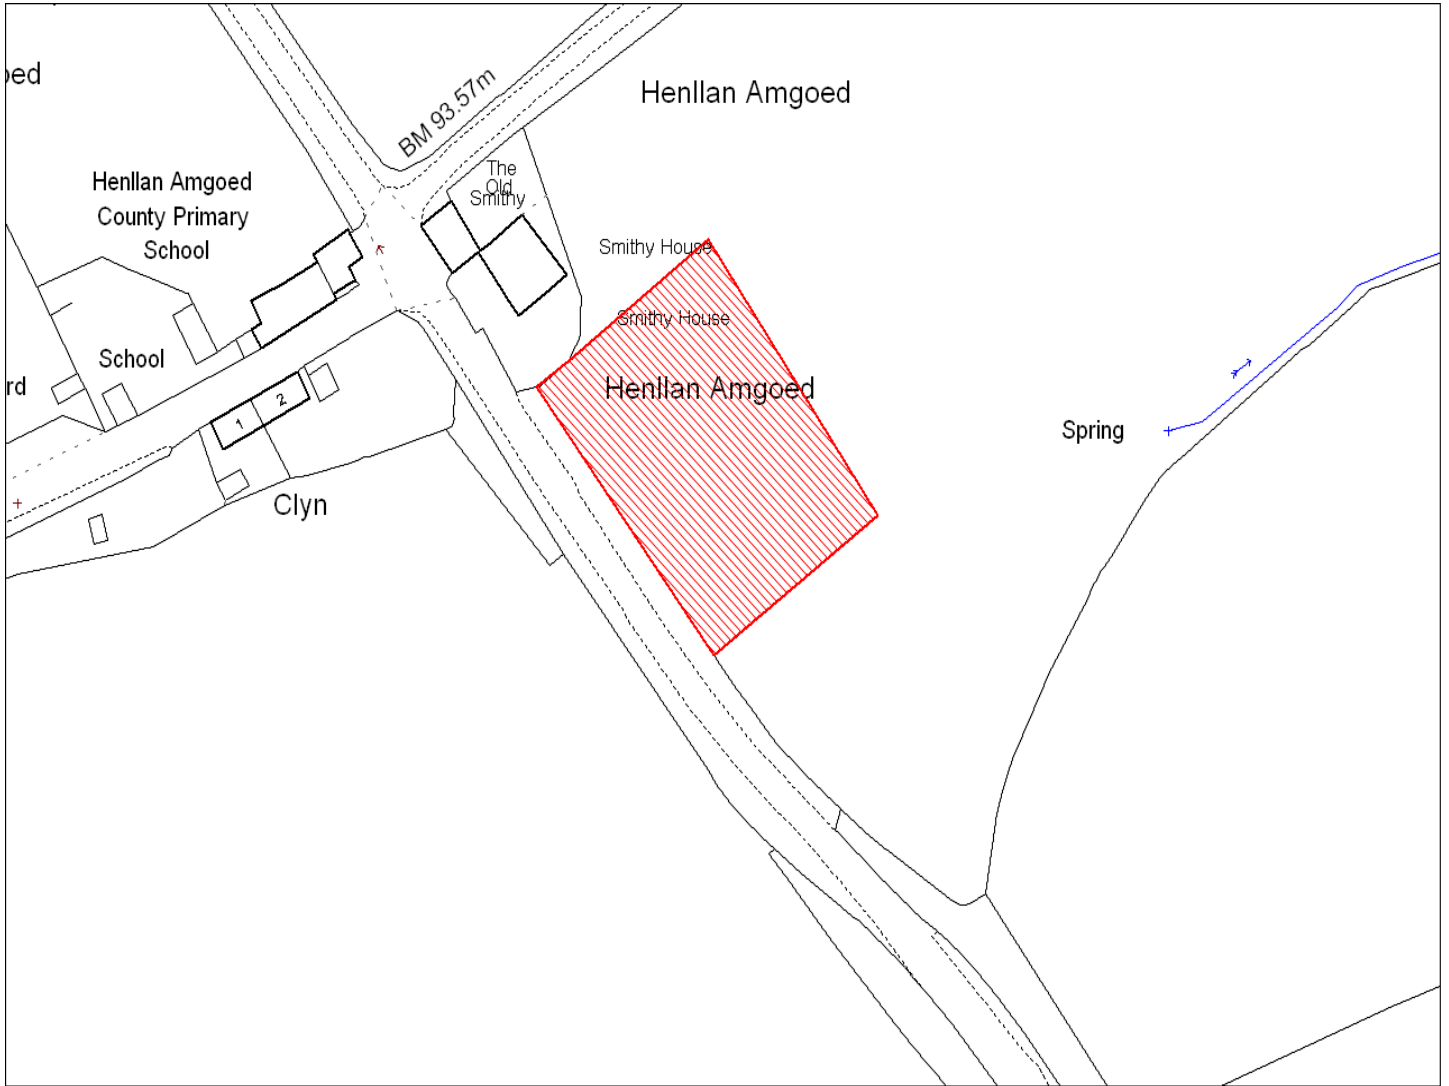 oed
BM 93.57m
Henllan Amgoed
The
Old
Smithy
Henllan Amgoed
County Primary
School
Smithy House
Smithy House
School
rd
Henllan Amgoed
1
2
Spring
Clyn